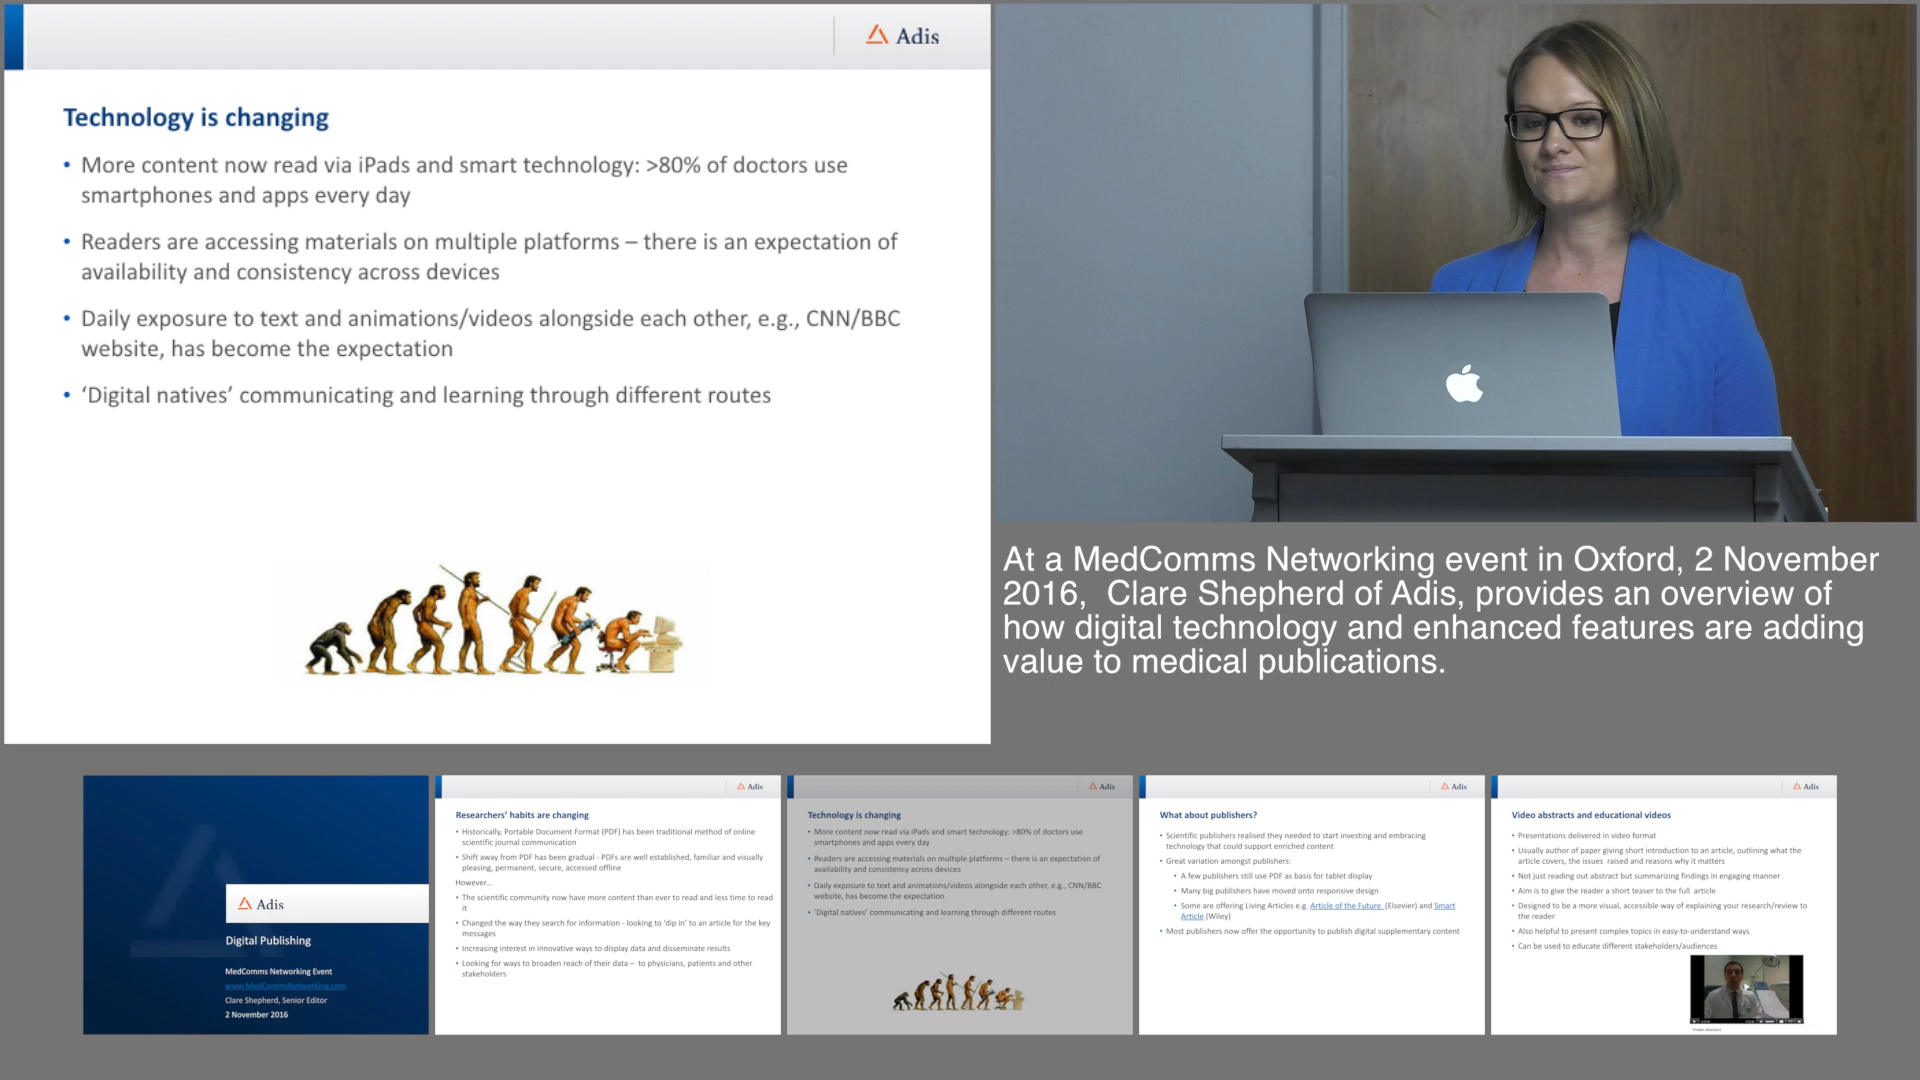 Adis
Technology is changing
• More content now read via iPads and smart technology: >80% of doctors use
smartphones and apps every day
• Readers are accessing materials on multiple platforms – there is an expectation of
availability and consistency across devices
• Daily exposure to text and animations/videos alongside each other, e.g., CNN/BBC
website, has become the expectation
• ‘Digital natives’ communicating and learning through different routes
At a MedComms Networking event in Oxford, 2 November
2016,  Clare Shepherd of Adis, provides an overview of
how digital technology and enhanced features are adding
value to medical publications.
Adis
Digital Publishing
MedComms Networking Event
www.MedCommsNetworking.com
Clare Shepherd, Senior Editor
2 November 2016
Adis
Researchers’ habits are changing
• Historically, Portable Document Format (PDF) has been traditional method of online
scientific journal communication
• Shift away from PDF has been gradual - PDFs are well established, familiar and visually
pleasing, permanent, secure, accessed offline
However...
• The scientific community now have more content than ever to read and less time to read
it
• Changed the way they search for information - looking to ‘dip in’ to an article for the key
messages
• Increasing interest in innovative ways to display data and disseminate results
• Looking for ways to broaden reach of their data – to physicians, patients and other
stakeholders
Adis
Technology is changing
• More content now read via iPads and smart technology: >80% of doctors use
smartphones and apps every day
• Readers are accessing materials on multiple platforms – there is an expectation of
availability and consistency across devices
• Daily exposure to text and animations/videos alongside each other, e.g., CNN/BBC
website, has become the expectation
• ‘Digital natives’ communicating and learning through different routes
Adis
What about publishers?
• Scientific publishers realised they needed to start investing and embracing
technology that could support enriched content
• Great variation amongst publishers:
• A few publishers still use PDF as basis for tablet display
• Many big publishers have moved onto responsive design
• Some are offering Living Articles e.g. Article of the Future (Elsevier) and Smart
Article (Wiley)
• Most publishers now offer the opportunity to publish digital supplementary content
Adis
Video abstracts and educational videos
• Presentations delivered in video format
• Usually author of paper giving short introduction to an article, outlining what the
article covers, the issues  raised and reasons why it matters
• Not just reading out abstract but summarizing findings in engaging manner
• Aim is to give the reader a short teaser to the full  article
• Designed to be a more visual, accessible way of explaining your research/review to
the reader
• Also helpful to present complex topics in easy-to-understand ways
• Can be used to educate different stakeholders/audiences
Video Abstract